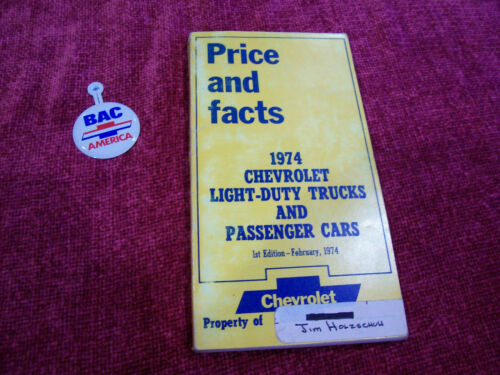 BAC
AMERICA
Price
and
facts
1974
CHEVROLET
LIGHT-DUTY TRUCKS
AND
PASSENGER CARS
1st Edition—February, 1974
Chevrolet
Property of
Jim Holzschuh